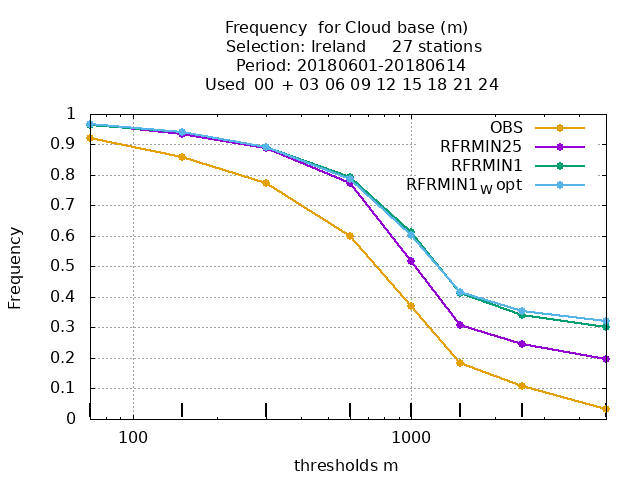 Frequency  for Cloud base (m)
Selection: Ireland     27 stations
Period: 20180601-20180614
Used  00  + 03 06 09 12 15 18 21 24
OBS
RFRMIN25
RFRMIN1
RFRMIN1W opt
1
0.9
0.8
0.7
0.6
0.5
0.4
0.3
0.2
0.1
0
Frequency
100 1000
thresholds m